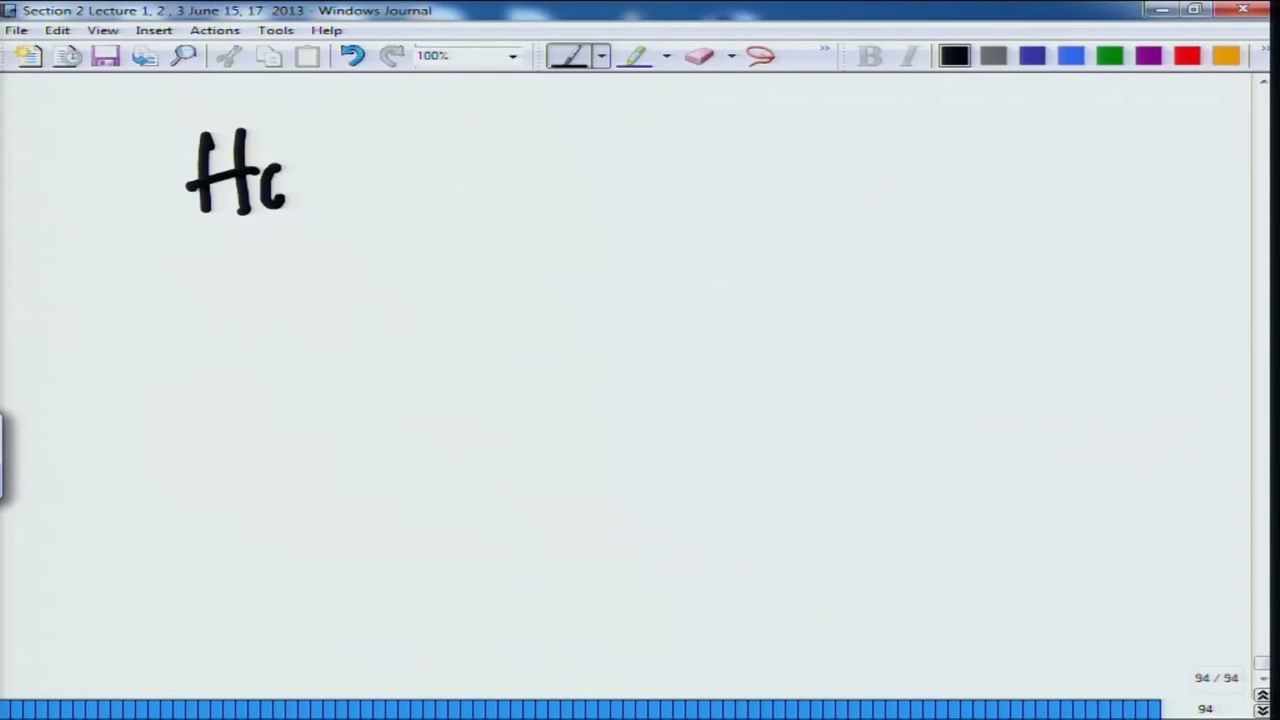 Section 2 Lecture 1, 2 , 3 June 15, 17 2013 - Windows Journal
File Edit View Insert Actions Tools Help
100% B I
Ha
94 / 94
94